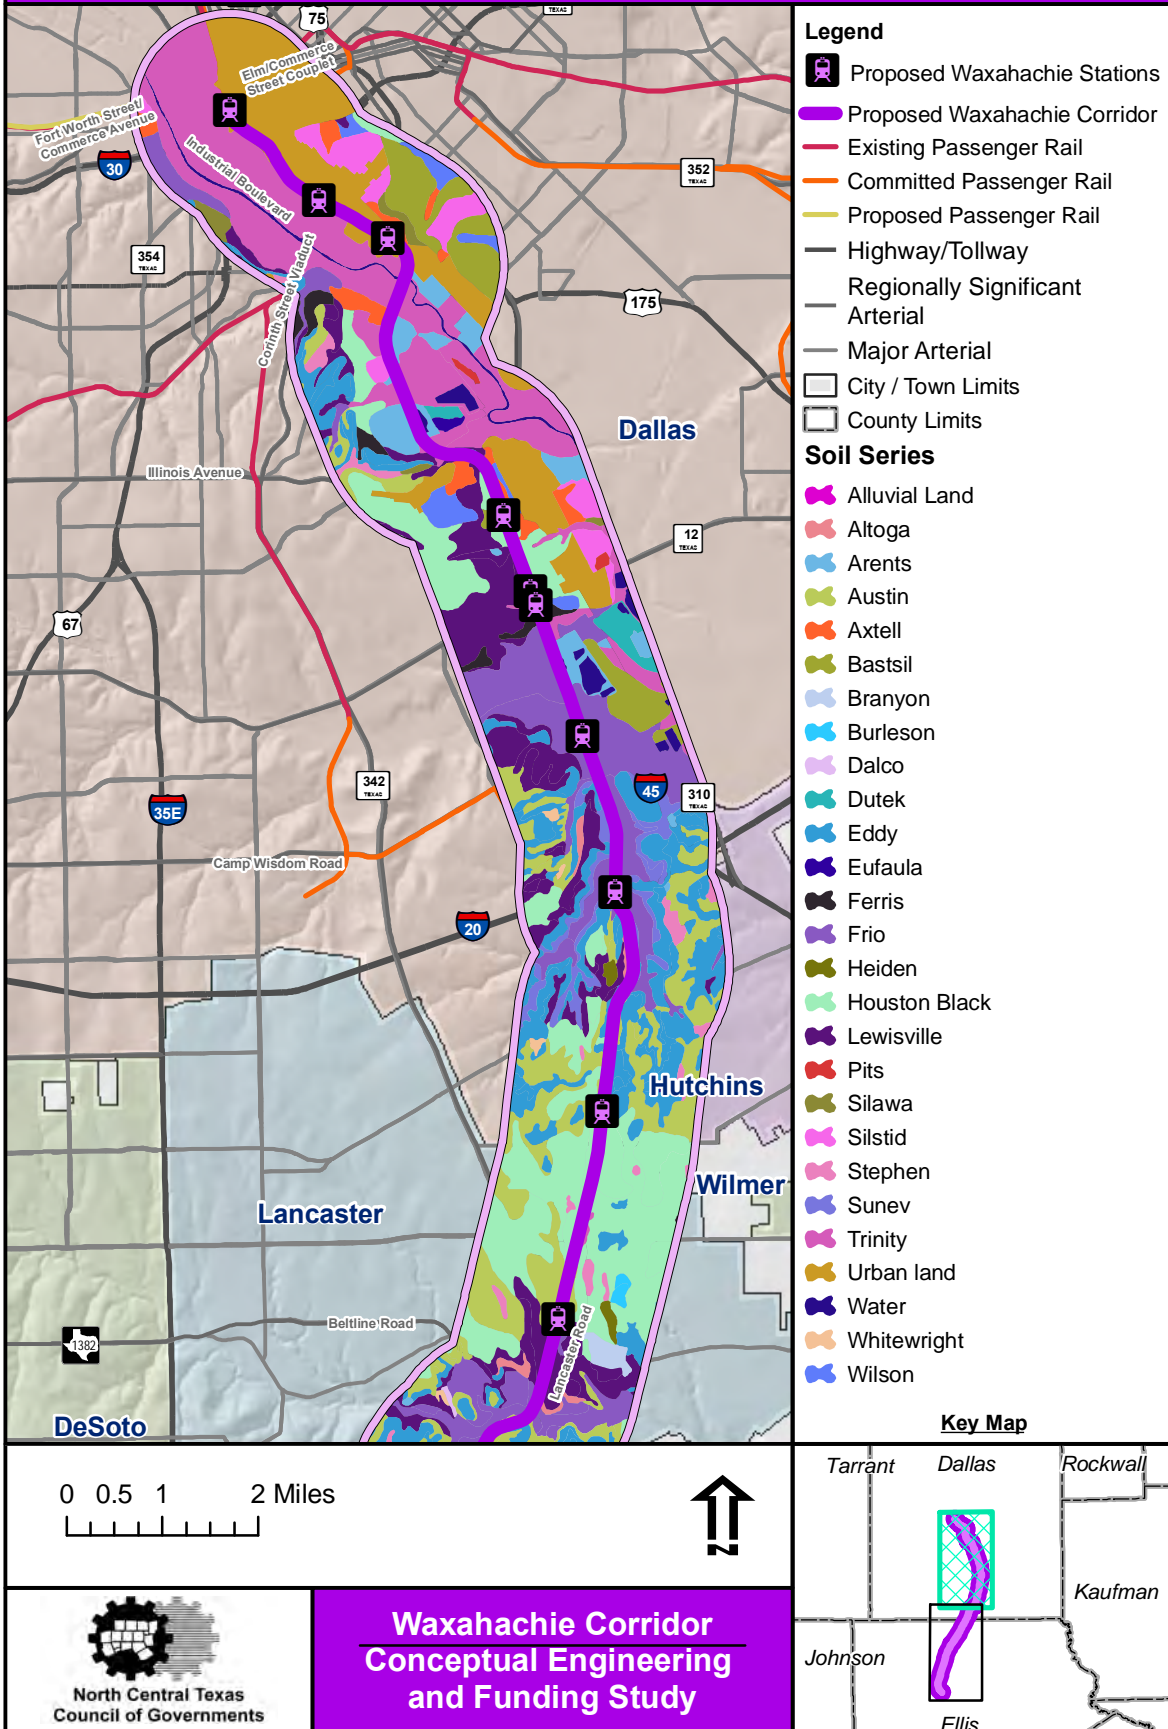 75
TEXAS
Elm/Commerce
Street Couplet
Fort Worth Street/
Commerce Avenue
30
Industrial Boulevard
352
TEXAS
354
TEXAS
Corinth Street Viaduct
175
Dallas
Illinois Avenue
12
TEXAS
67
342
TEXAS
45
310
TEXAS
35E
Camp Wisdom Road
20
Hutchins
Wilmer
Lancaster
Beltline Road
Lancaster Road
1382
DeSoto
Legend
Proposed Waxahachie Stations
Proposed Waxahachie Corridor
Existing Passenger Rail
Committed Passenger Rail
Proposed Passenger Rail
Highway/Tollway
Regionally Significant
Arterial
Major Arterial
City / Town Limits
County Limits
Soil Series
Alluvial Land
Altoga
Arents
Austin
Axtell
Bastsil
Branyon
Burleson
Dalco
Dutek
Eddy
Eufaula
Ferris
Frio
Heiden
Houston Black
Lewisville
Pits
Silawa
Silstid
Stephen
Sunev
Trinity
Urban land
Water
Whitewright
Wilson
Key Map
Tarrant
Dallas
Rockwall
Kaufman
Johnson
Ellis
0 0.5 1 2 Miles
N
North Central Texas
Council of Governments
Waxahachie Corridor
Conceptual Engineering
and Funding Study